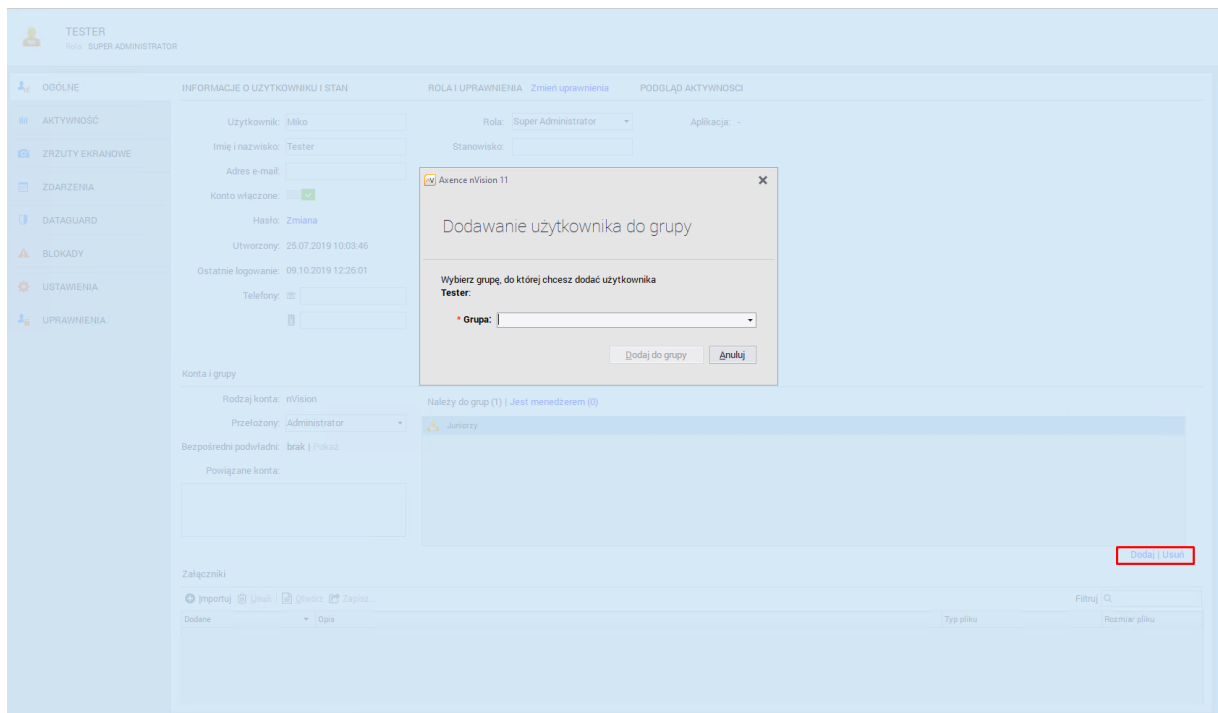 TESTER
Rola: SUPER ADMINISTRATOR
OGÓLNE
AKTYWNOŚĆ
ZRZUTY EKRANOWE
ZDARZENIA
DATAGUARD
BLOKADY
USTAWIENIA
UPRAWNIENIA
INFORMACJE O UŻYTKOWNIKU I STAN
Użytkownik: Miko
Imię i nazwisko: Tester
Adres e-mail:
Konto włączone:
Hasło: Zmiana
Utworzony: 25.07.2019 10:03:46
Ostatnie logowanie: 09.10.2019 12:26:01
Telefony:
ROLA I UPRAWNIENIA Zmień uprawnienia
Rola: Super Administrator
Stanowisko:
PODGLĄD AKTYWNOŚCI
Aplikacja: -
Axence nVision 11
Dodawanie użytkownika do grupy
Wybierz grupę, do której chcesz dodać użytkownika
Tester:
* Grupa:
Dodaj do grupy Anuluj
Konta i grupy
Rodzaj konta: nVision
Przełożony: Administrator
Bezpośredni podwładni: brak | Pokaż
Powiązane konta:
Należy do grup (1) | Jest menedżerem (0)
Juniorzy
Dodaj | Usuń
Załączniki
Importuj Usuń | Otwórz Zapisz...
Filtruj
Dodane Opis Typ pliku Rozmiar pliku